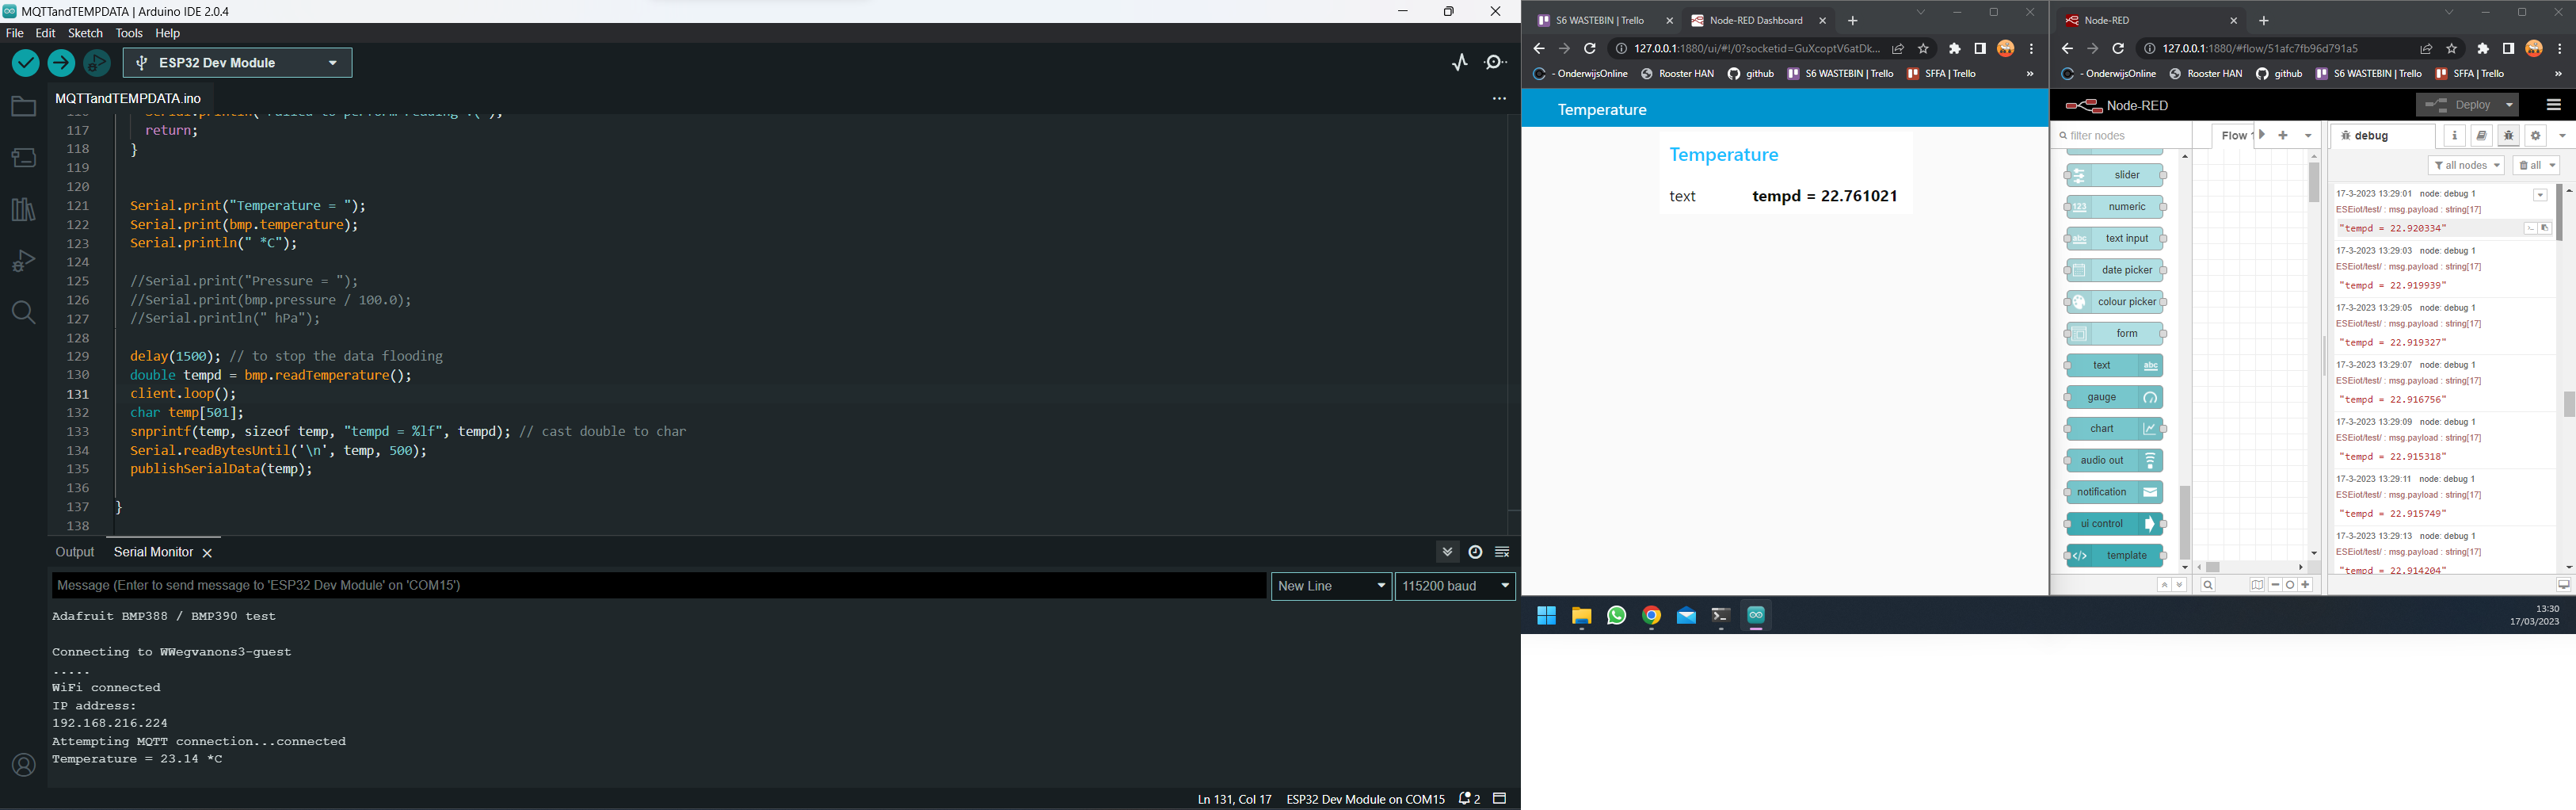 MQTTandTEMPDATA | Arduino IDE 2.0.4
File Edit Sketch Tools Help
ESP32 Dev Module
MQTTandTEMPDATA.ino
117 return;
118 }
119
120
121 Serial.print("Temperature = ");
122 Serial.print(bmp.temperature);
123 Serial.println(" *C");
124
125 //Serial.print("Pressure = ");
126 //Serial.print(bmp.pressure / 100.0);
127 //Serial.println(" hPa");
128
129 delay(1500); // to stop the data flooding
130 double tempd = bmp.readTemperature();
131 client.loop();
132 char temp[501];
133 snprintf(temp, sizeof temp, "tempd = %lf", tempd); // cast double to char
134 Serial.readBytesUntil('\n', temp, 500);
135 publishSerialData(temp);
136
137 }
138
Output Serial Monitor
Message (Enter to send message to 'ESP32 Dev Module' on 'COM15')
New Line
115200 baud
Adafruit BMP388 / BMP390 test
Connecting to WWegvanons3-guest
.....
WiFi connected
IP address:
192.168.216.224
Attempting MQTT connection...connected
Temperature = 23.14 *C
Ln 131, Col 17 ESP32 Dev Module on COM15 2
S6 WASTEBIN | Trello
Node-RED Dashboard
127.0.0.1:1880/ui/#!/0?socketid=GuXcoptV6atDk...
- OnderwijsOnline Rooster HAN github S6 WASTEBIN | Trello SFFA | Trello »
Temperature
Temperature
text tempd = 22.761021
Node-RED
127.0.0.1:1880/#flow/51afc7fb96d791a5
- OnderwijsOnline Rooster HAN github S6 WASTEBIN | Trello SFFA | Trello »
Node-RED
Deploy
filter nodes
slider
123 numeric
abc text input
date picker
colour picker
form
text abc
gauge
chart
audio out
notification
ui control
</> template
Flow
debug
i
all nodes
all
17-3-2023 13:29:01 node: debug 1
ESEiot/test/ : msg.payload : string[17]
"tempd = 22.920334"
17-3-2023 13:29:03 node: debug 1
ESEiot/test/ : msg.payload : string[17]
"tempd = 22.919939"
17-3-2023 13:29:05 node: debug 1
ESEiot/test/ : msg.payload : string[17]
"tempd = 22.919327"
17-3-2023 13:29:07 node: debug 1
ESEiot/test/ : msg.payload : string[17]
"tempd = 22.916756"
17-3-2023 13:29:09 node: debug 1
ESEiot/test/ : msg.payload : string[17]
"tempd = 22.915318"
17-3-2023 13:29:11 node: debug 1
ESEiot/test/ : msg.payload : string[17]
"tempd = 22.915749"
17-3-2023 13:29:13 node: debug 1
ESEiot/test/ : msg.payload : string[17]
"tempd = 22.914204"
13:30
17/03/2023